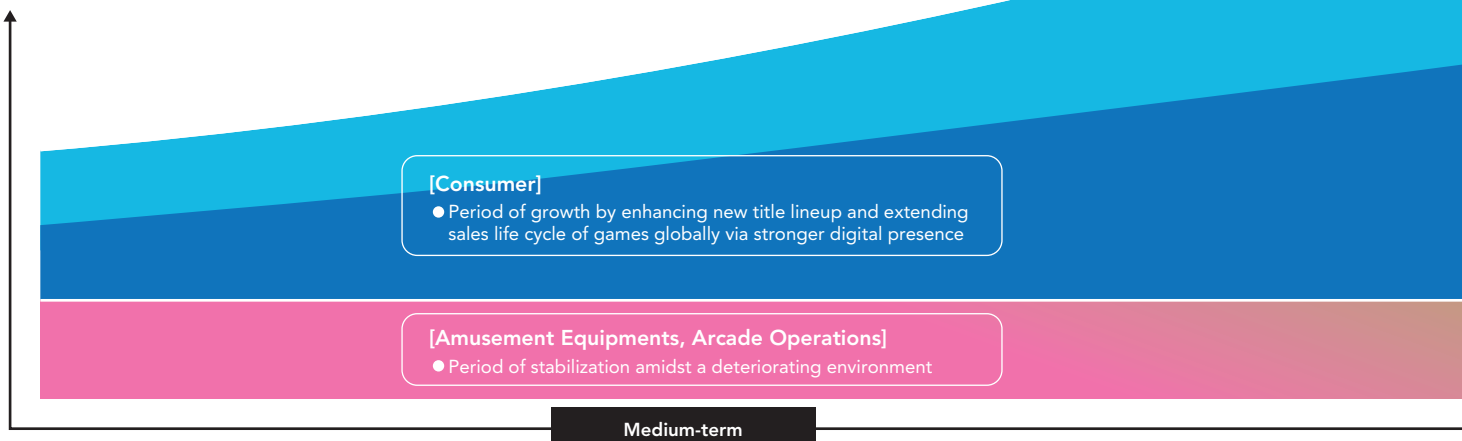 [Consumer]
● Period of growth by enhancing new title lineup and extending
sales life cycle of games globally via stronger digital presence
[Amusement Equipments, Arcade Operations]
● Period of stabilization amidst a deteriorating environment
Medium-term